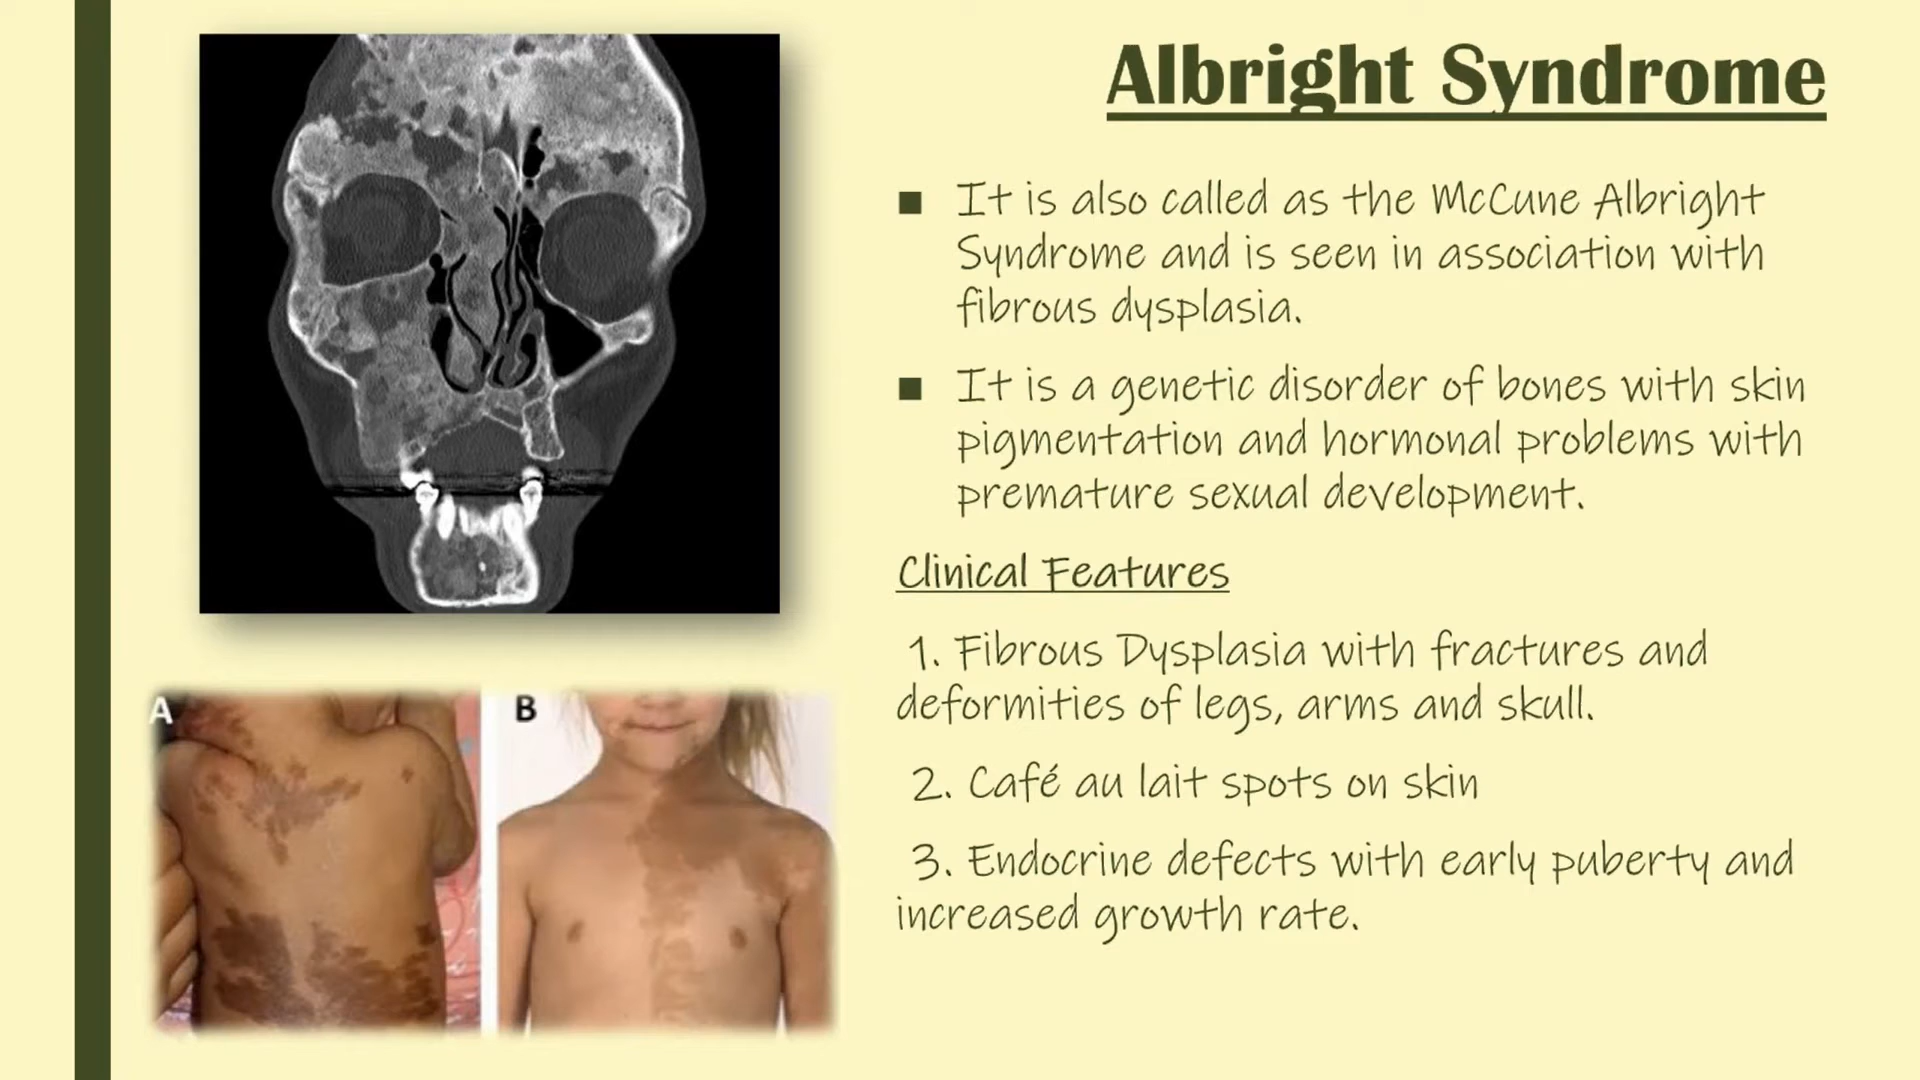 Albright Syndrome
■ It is also called as the McCune Albright
Syndrome and is seen in association with
fibrous dysplasia.
■ It is a genetic disorder of bones with skin
pigmentation and hormonal problems with
premature sexual development.
Clinical Features
1. Fibrous Dysplasia with fractures and
deformities of legs, arms and skull.
2. Café au lait spots on skin
3. Endocrine defects with early puberty and
increased growth rate.
A
B